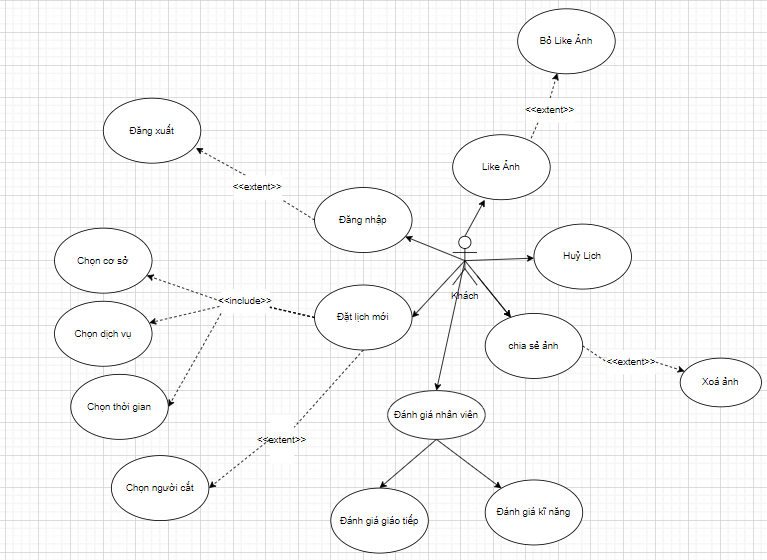 Bỏ Like Ảnh
<<extent>>
Đăng xuất
Like Ảnh
<<extent>>
Đăng nhập
Chọn cơ sở
Huỷ Lịch
Khách
<<include>>
Đặt lịch mới
Chọn dịch vụ
chia sẻ ảnh
<<extent>>
Xoá ảnh
Chọn thời gian
Đánh giá nhân viên
<<extent>>
Chọn người cắt
Đánh giá giáo tiếp
Đánh giá kĩ năng